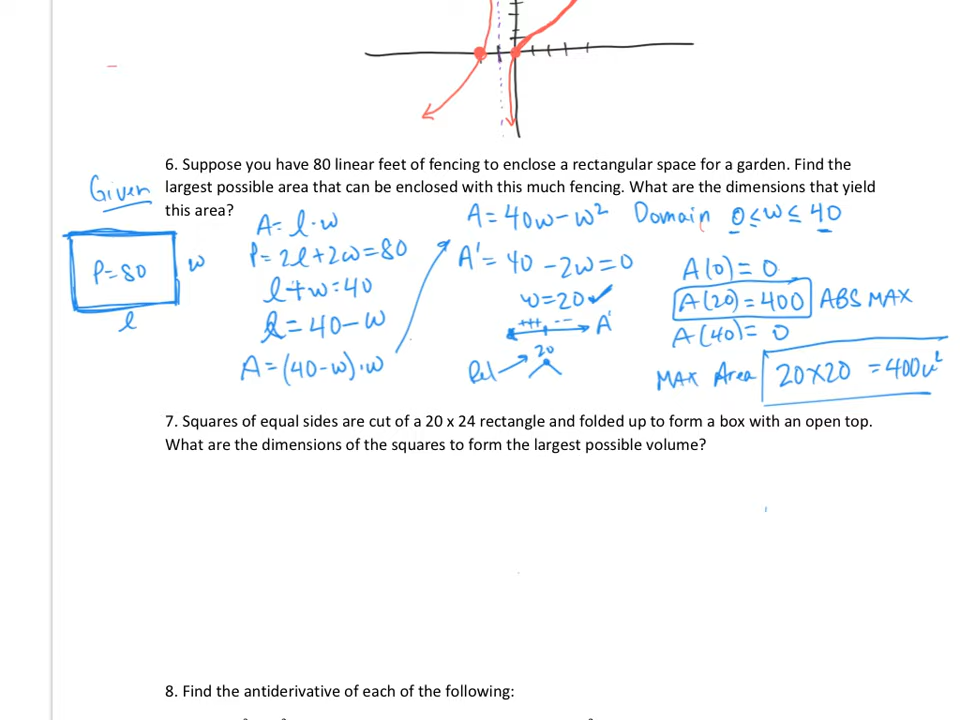 6. Suppose you have 80 linear feet of fencing to enclose a rectangular space for a garden. Find the
largest possible area that can be enclosed with this much fencing. What are the dimensions that yield
this area?
Given
P=80
w
l
A=l·w
P=2l+2w=80
l+w=40
l=40-w
A=(40-w)·w
A=40w-w²
Domain 0≤w≤40
A'=40-2w=0
w=20✓
+++ -- A'
20
Rel
A(0)=0
A(20)=400 ABS MAX
A(40)=0
MAX Area 20x20 =400u²
7. Squares of equal sides are cut of a 20 x 24 rectangle and folded up to form a box with an open top.
What are the dimensions of the squares to form the largest possible volume?
8. Find the antiderivative of each of the following: